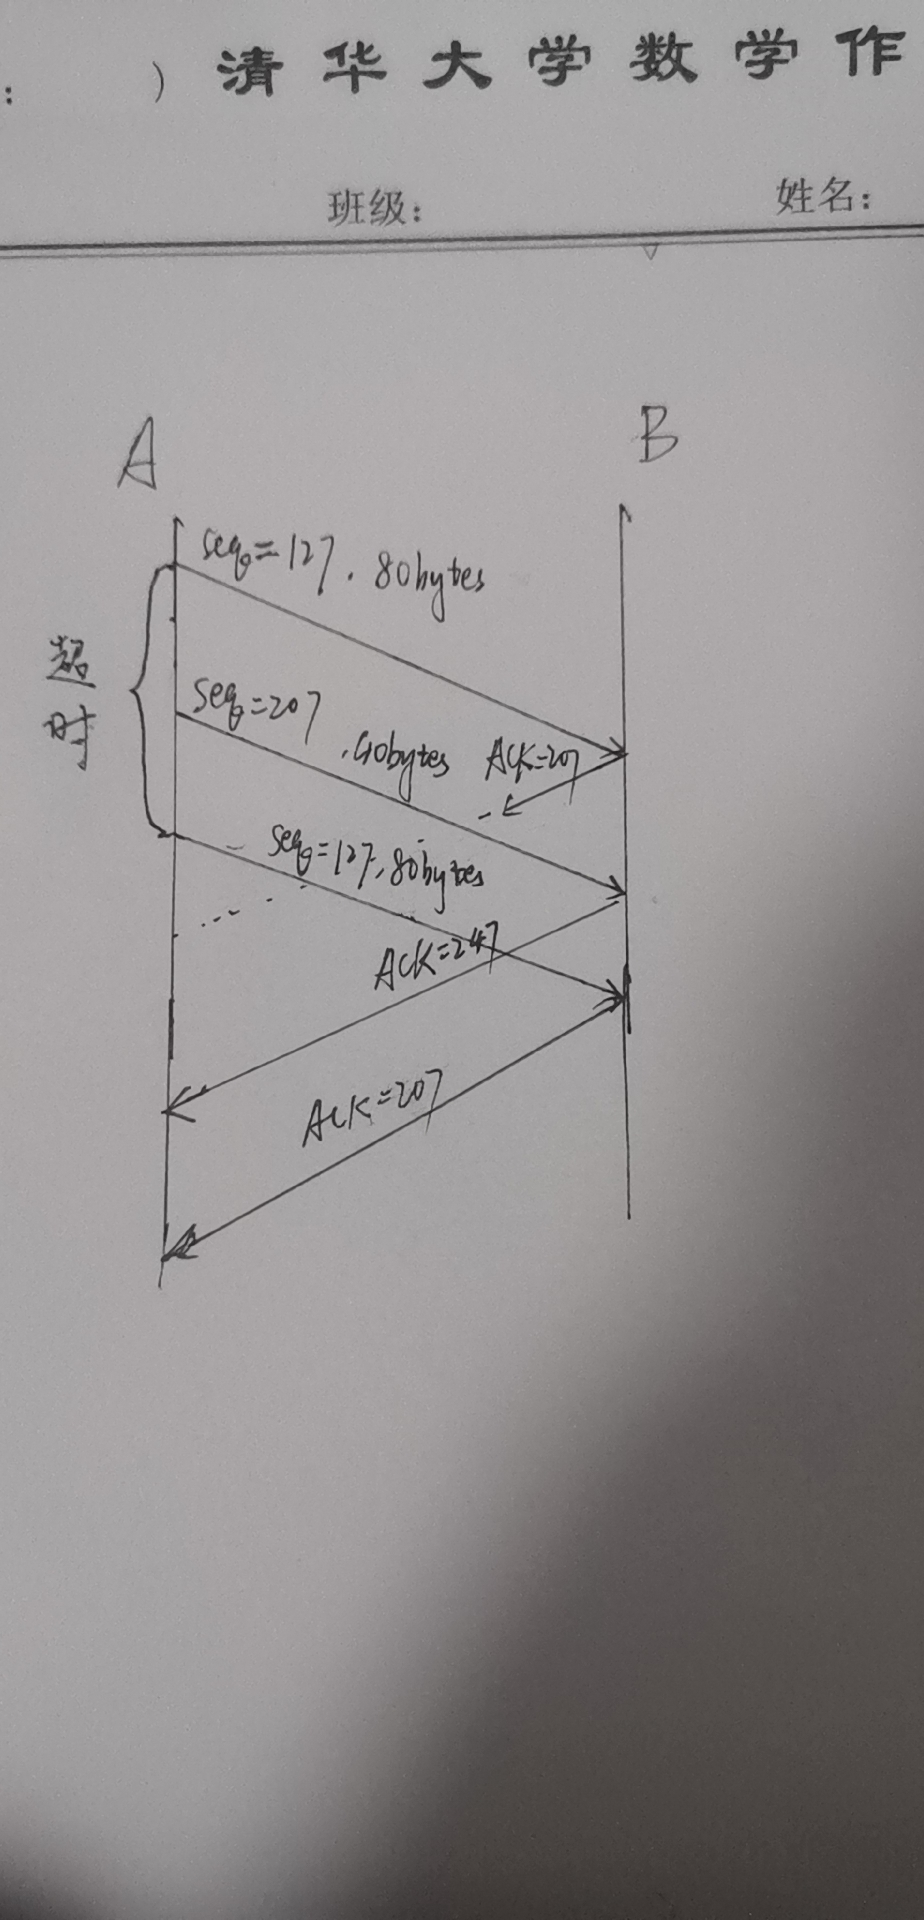 : ) 清华大学数学作
班级: 姓名:
A B
seq=127. 80bytes
超时
seq=207
.40bytes ACK=207
seq=127, 80bytes
ACK=247
ACK=207